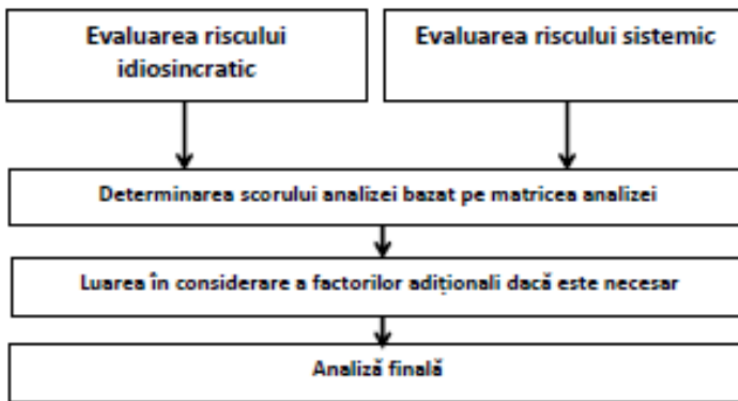 Evaluarea riscului
idiosincratic
Evaluarea riscului sistemic
Determinarea scorului analizei bazat pe matricea analizei
Luarea în considerare a factorilor adiționali dacă este necesar
Analiză finală